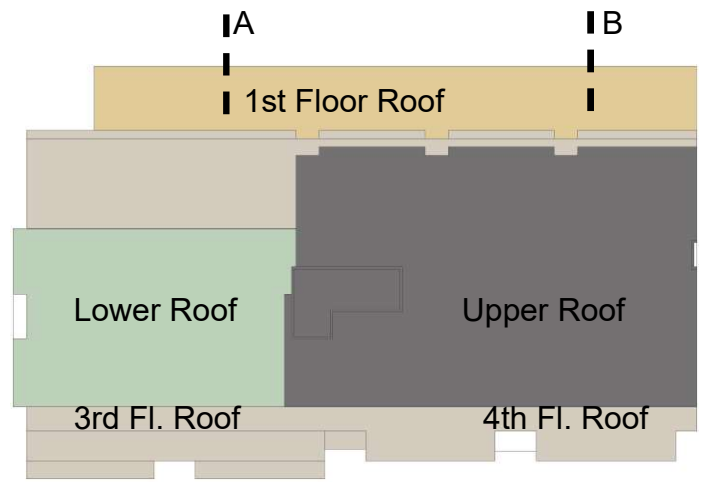 A
B
1st Floor Roof
Lower Roof
Upper Roof
3rd Fl. Roof
4th Fl. Roof